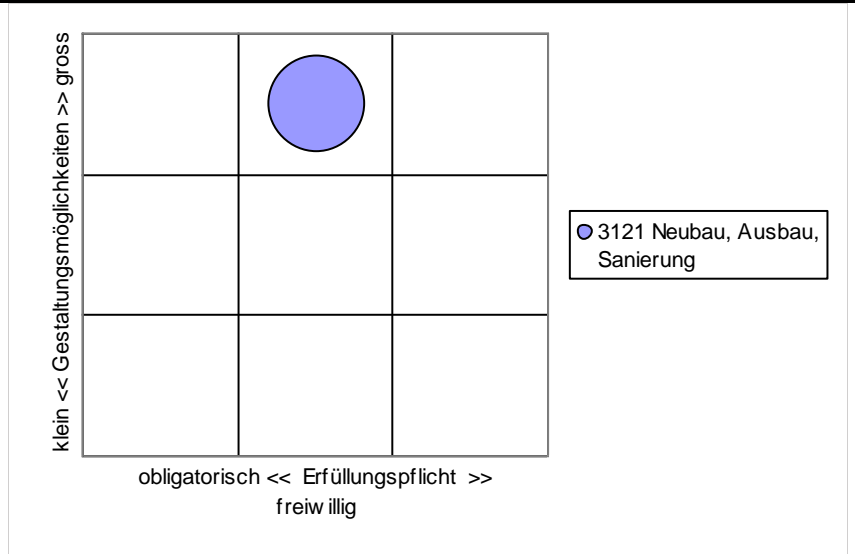 klein << Gestaltungsmöglichkeiten >> gross
3121 Neubau, Ausbau,
Sanierung
obligatorisch << Erfüllungspflicht >>
freiwillig